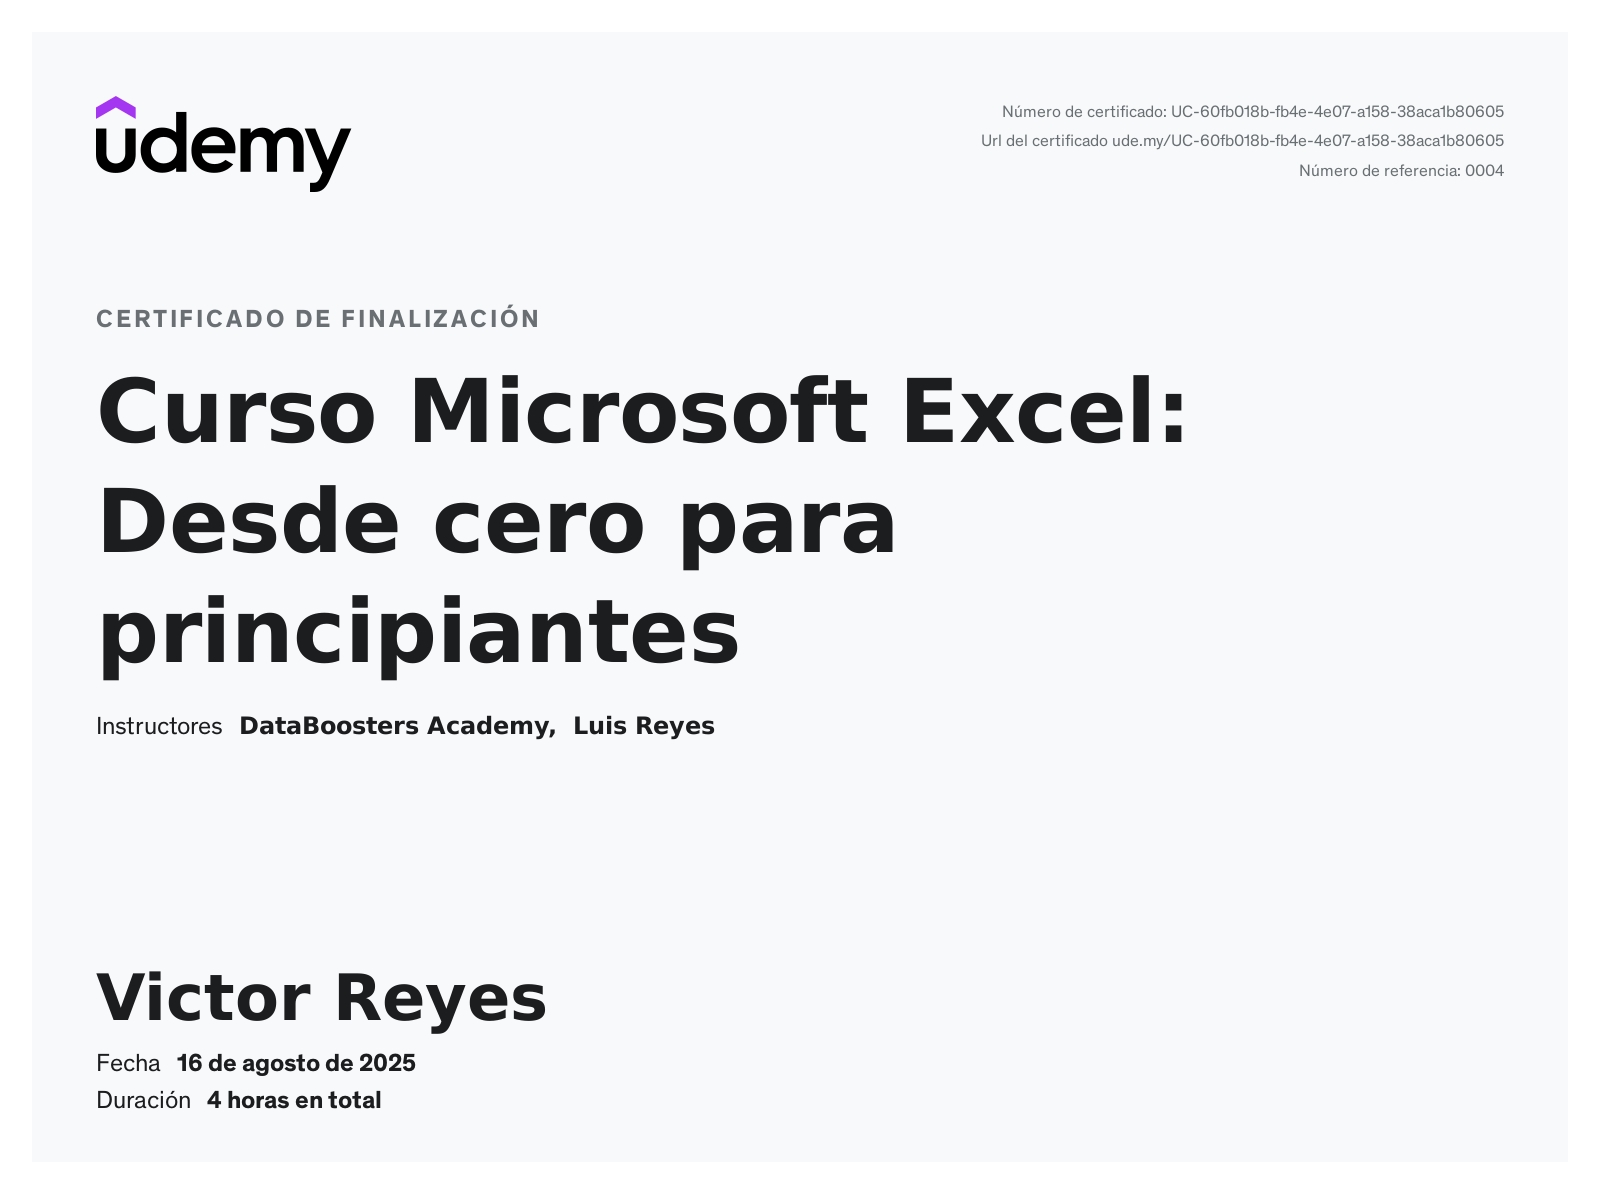 udemy
Número de certificado: UC-60fb018b-fb4e-4e07-a158-38aca1b80605
Url del certificado ude.my/UC-60fb018b-fb4e-4e07-a158-38aca1b80605
Número de referencia: 0004
CERTIFICADO DE FINALIZACIÓN
Curso Microsoft Excel:
Desde cero para
principiantes
Instructores DataBoosters Academy, Luis Reyes
Victor Reyes
Fecha 16 de agosto de 2025
Duración 4 horas en total